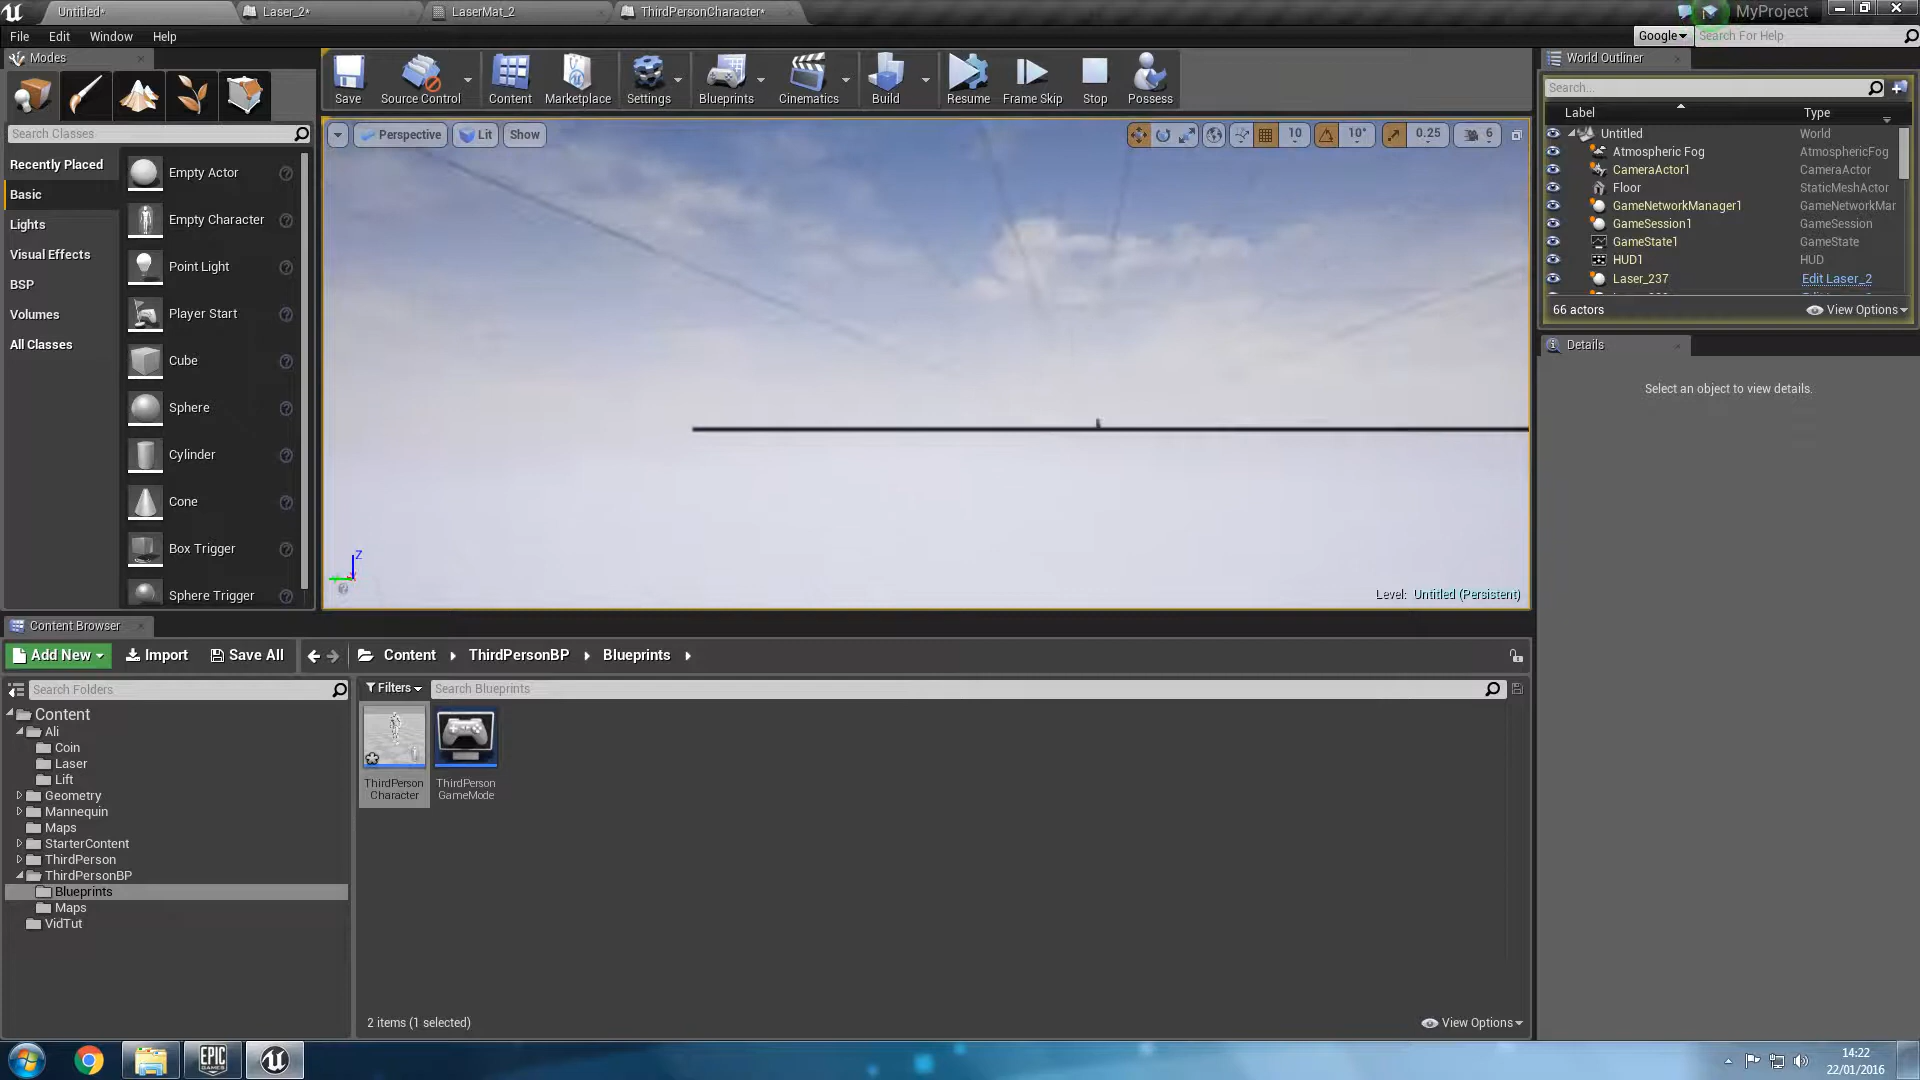 Untitled*
Laser_2*
LaserMat_2
ThirdPersonCharacter*
MyProject
File
Edit
Window
Help
Google
Search For Help
Modes
Save
Source Control
Content
Marketplace
Settings
Blueprints
Cinematics
Build
Resume
Frame Skip
Stop
Possess
World Outliner
Search...
Search Classes
Label
Type
Perspective
Lit
Show
10
10°
0.25
6
Untitled
World
Atmospheric Fog
AtmosphericFog
CameraActor1
CameraActor
Floor
StaticMeshActor
GameNetworkManager1
GameNetworkMar
GameSession1
GameSession
GameState1
GameState
HUD1
HUD
Laser_237
Edit Laser_2
66 actors
View Options
Recently Placed
Basic
Lights
Visual Effects
BSP
Volumes
All Classes
Empty Actor
Empty Character
Point Light
Player Start
Cube
Sphere
Cylinder
Cone
Box Trigger
Sphere Trigger
Details
Select an object to view details.
Z
Level: Untitled (Persistent)
Content Browser
Add New
Import
Save All
Content
ThirdPersonBP
Blueprints
Search Folders
Filters
Search Blueprints
Content
Ali
Coin
Laser
Lift
Geometry
Mannequin
Maps
StarterContent
ThirdPerson
ThirdPersonBP
Blueprints
Maps
VidTut
ThirdPerson
Character
ThirdPerson
GameMode
2 items (1 selected)
View Options
EPIC
GAMES
14:22
22/01/2016